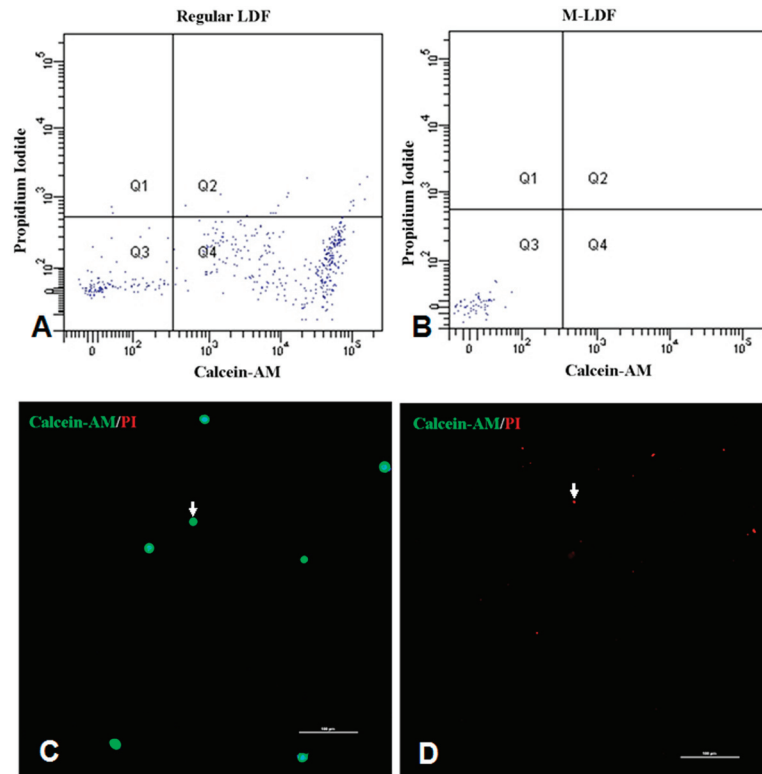 Regular LDF
Propidium Iodide
10^5
10^4
10^3
10^2
0
Q1
Q2
Q3
Q4
0
10^2
10^3
10^4
10^5
Calcein-AM
A
M-LDF
Propidium Iodide
10^5
10^4
10^3
10^2
0
Q1
Q2
Q3
Q4
0
10^2
10^3
10^4
10^5
Calcein-AM
B
Calcein-AM/PI
C
Calcein-AM/PI
D